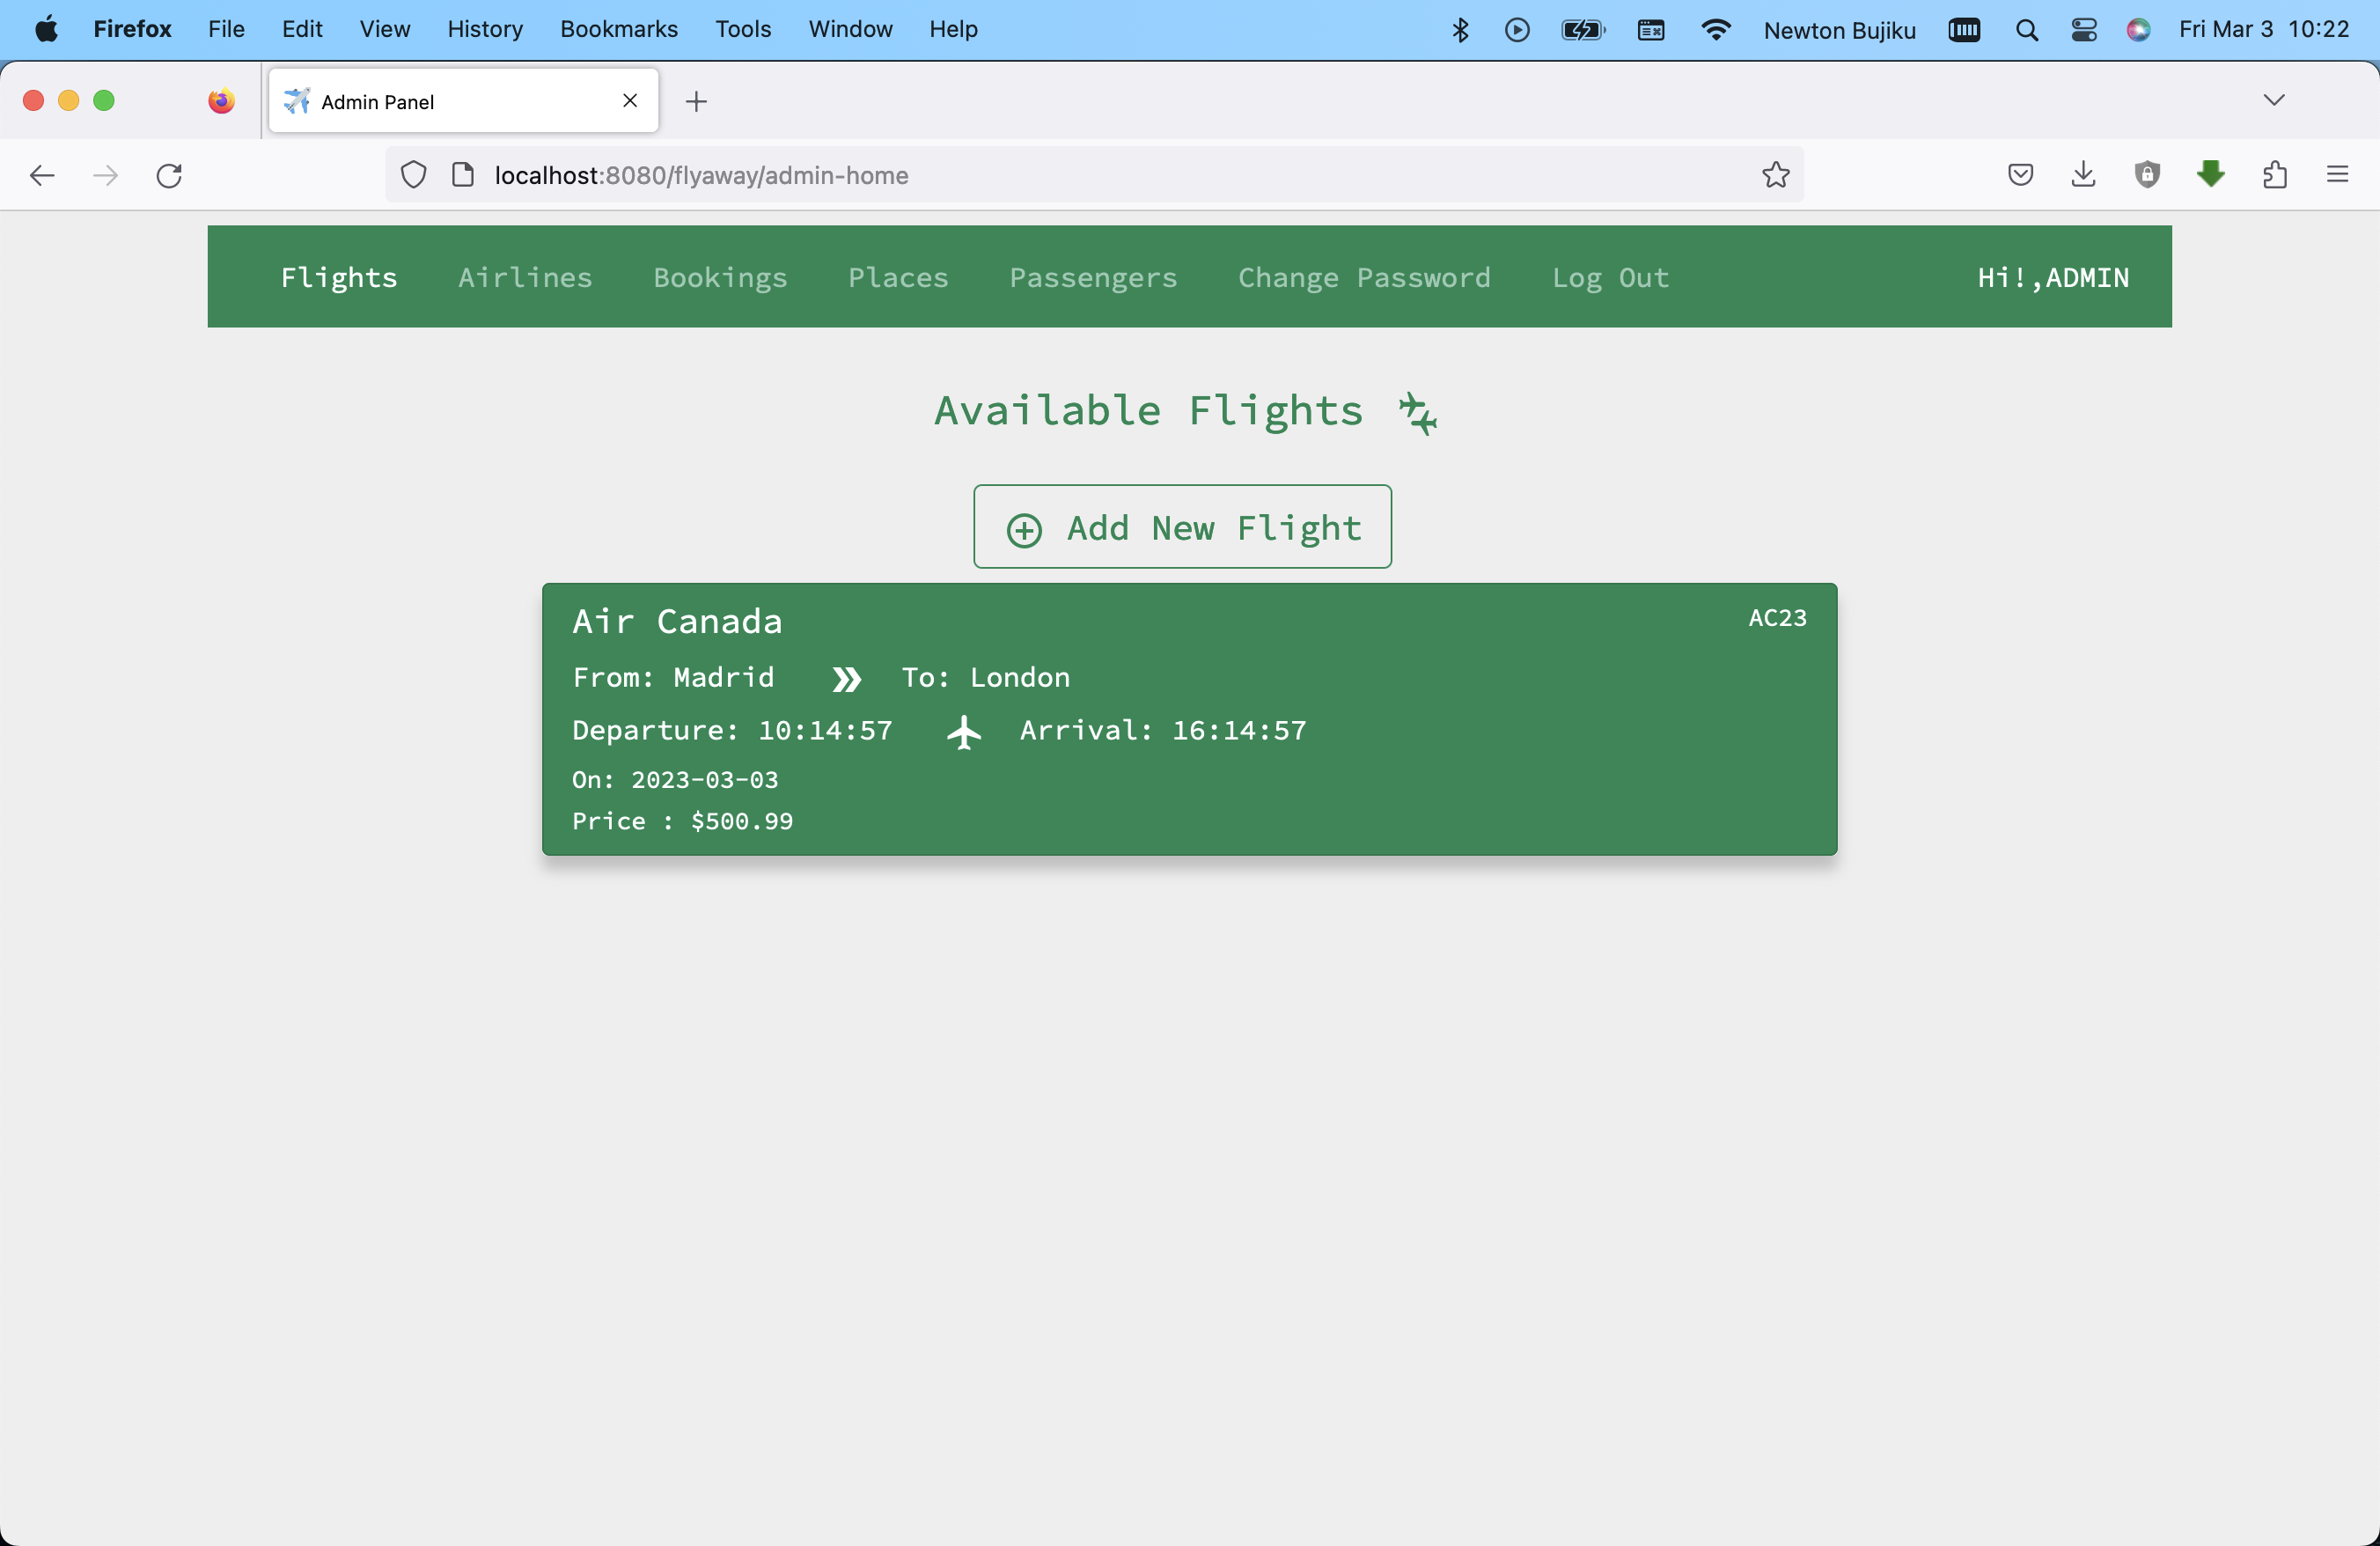 Firefox File Edit View History Bookmarks Tools Window Help Newton Bujiku Fri Mar 3 10:22
Admin Panel
localhost:8080/flyaway/admin-home
Flights Airlines Bookings Places Passengers Change Password Log Out Hi!,ADMIN
Available Flights
Add New Flight
Air Canada AC23
From: Madrid To: London
Departure: 10:14:57 Arrival: 16:14:57
On: 2023-03-03
Price : $500.99